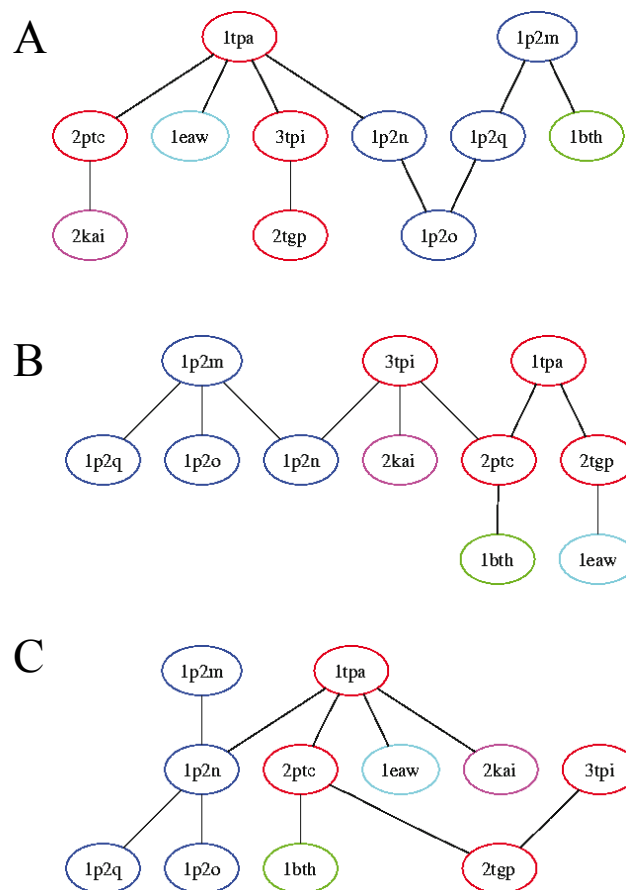 A
1tpa 1p2m
2ptc 1eaw 3tpi 1p2n 1p2q 1bth
2kai 2tgp 1p2o
B
1p2m 3tpi 1tpa
1p2q 1p2o 1p2n 2kai 2ptc 2tgp
1bth 1eaw
C
1p2m 1tpa
1p2n 2ptc 1eaw 2kai 3tpi
1p2q 1p2o 1bth 2tgp